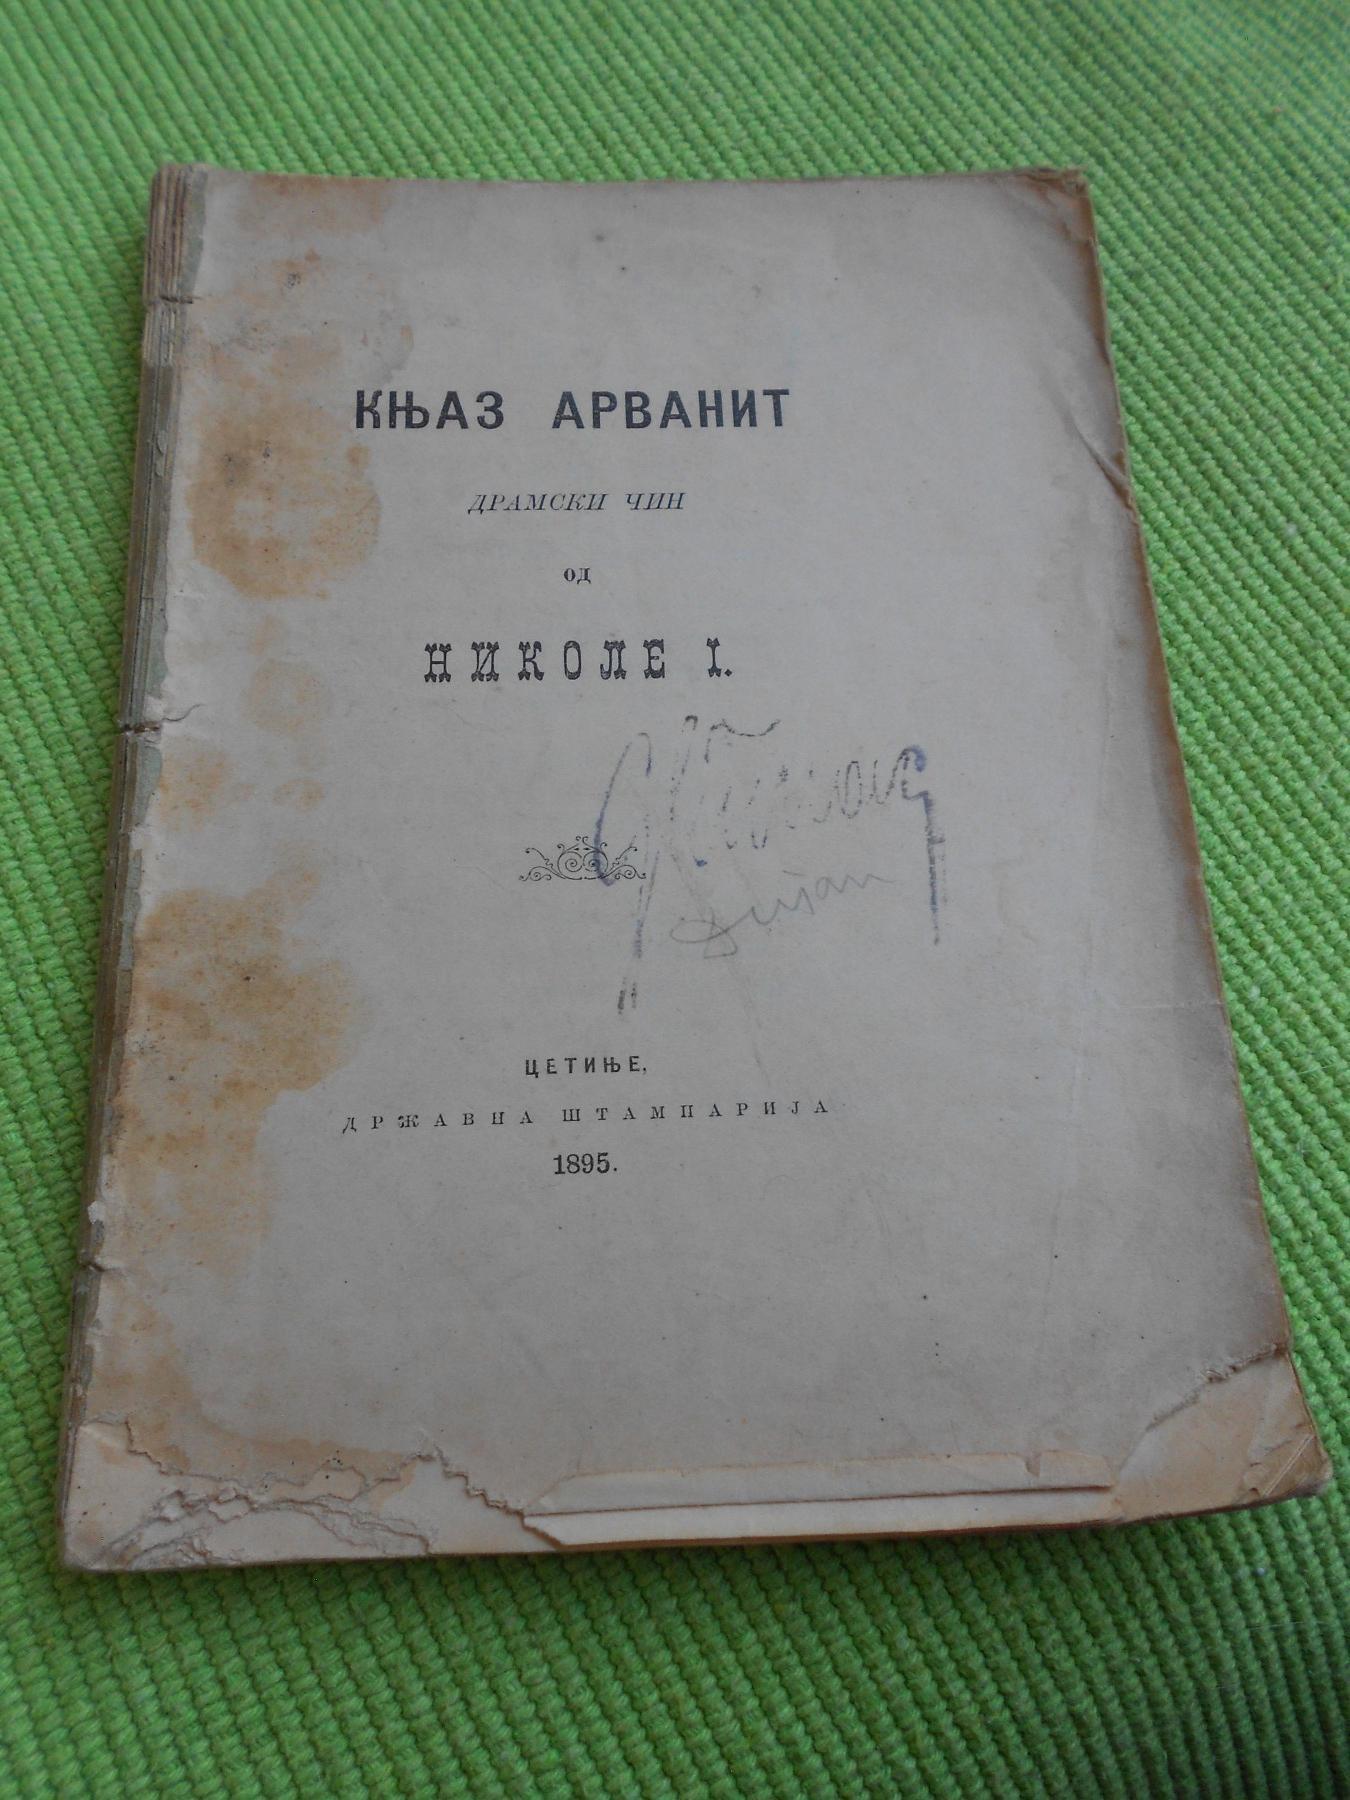 КЊАЗ АРВАНИТ
ДРАМСКИ ЧИН
од
НИКОЛЕ I.
ЦЕТИЊЕ,
ДРЖАВНА ШТАМПАРИЈА
1895.